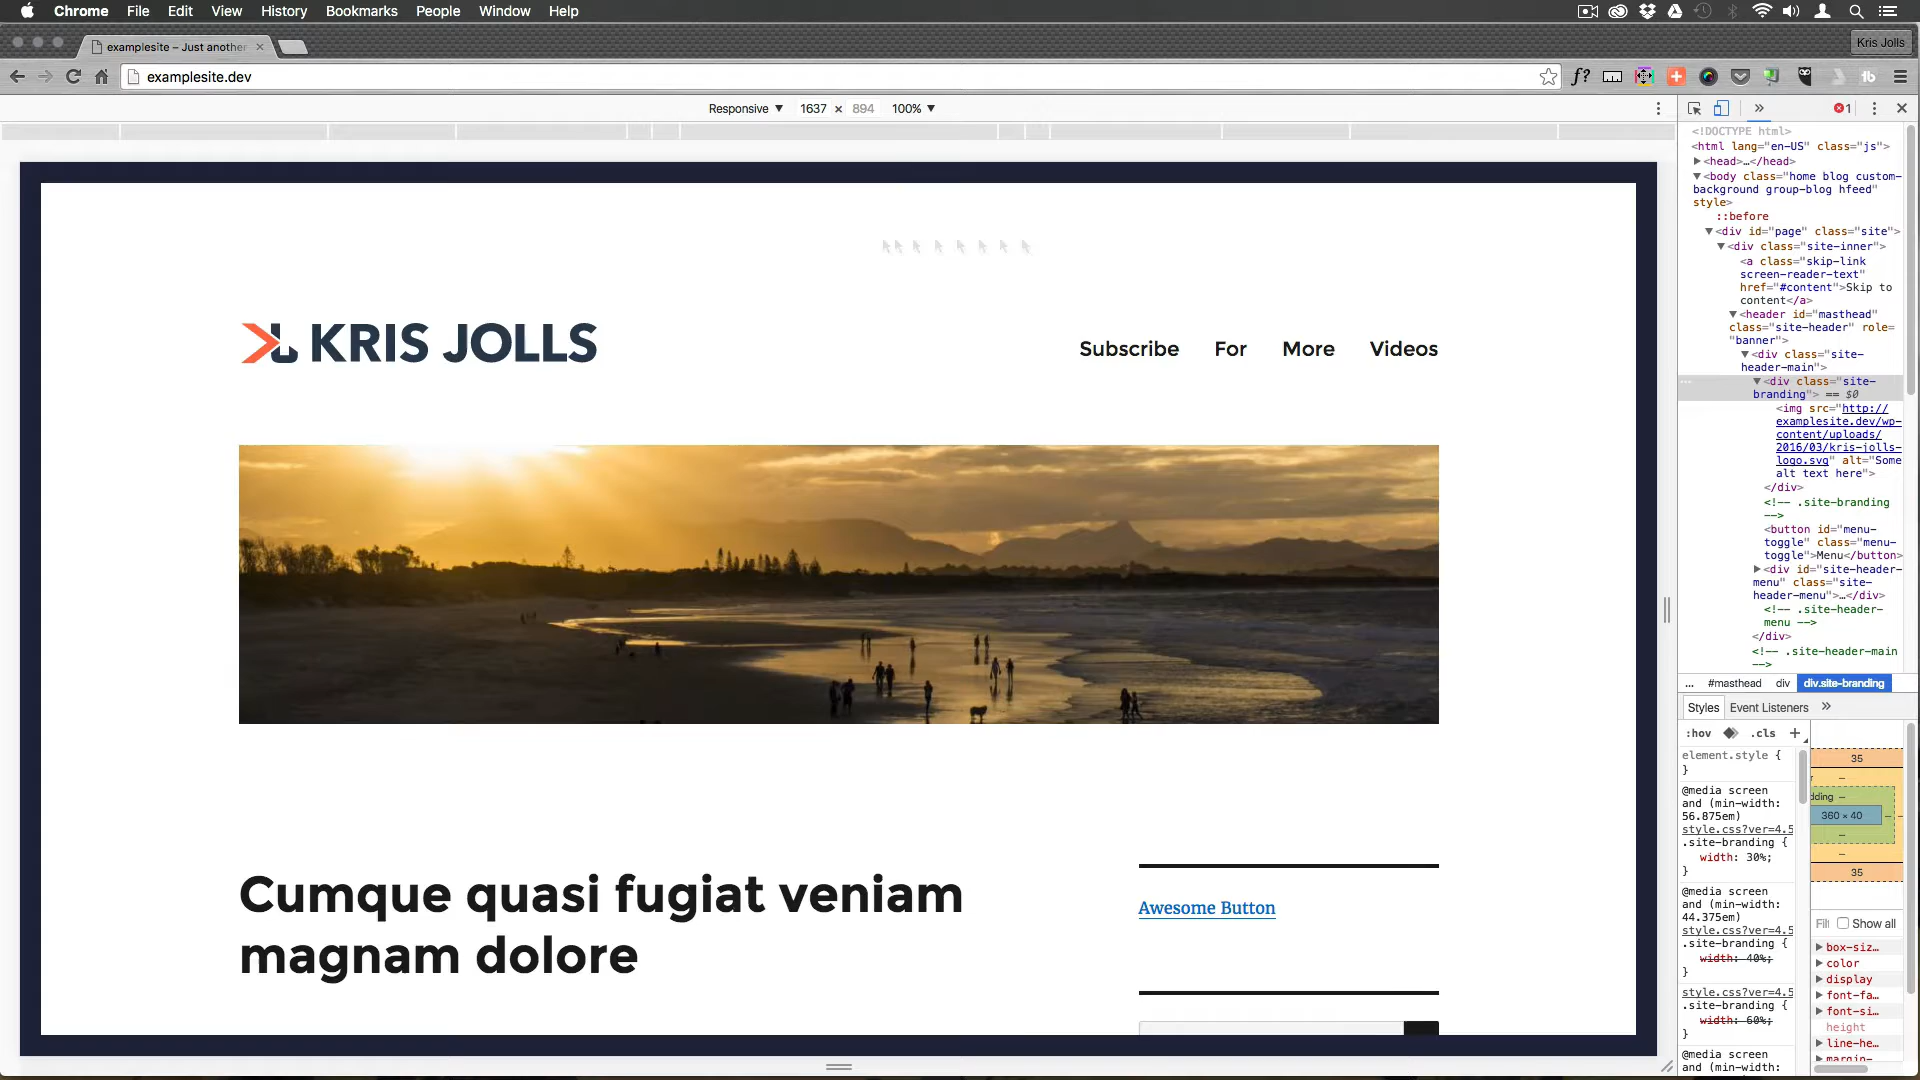 Chrome File Edit View History Bookmarks People Window Help
examplesite – Just another
Kris Jolls
examplesite.dev
f?
Responsive 1637 × 894 100%
1
<!DOCTYPE html>
<html lang="en-US" class="js">
<head>…</head>
<body class="home blog custom-
background group-blog hfeed"
style>
::before
<div id="page" class="site">
<div class="site-inner">
<a class="skip-link
screen-reader-text"
href="#content">Skip to
content</a>
<header id="masthead"
class="site-header" role=
"banner">
<div class="site-
header-main">
<div class="site-
branding"> == $0
<img src="http://
examplesite.dev/wp-
content/uploads/
2016/03/kris-jolls-
logo.svg" alt="Some
alt text here">
</div>
<!-- .site-branding
-->
<button id="menu-
toggle" class="menu-
toggle">Menu</button>
<div id="site-header-
menu" class="site-
header-menu">…</div>
<!-- .site-header-
menu -->
</div>
<!-- .site-header-main
-->
... #masthead div div.site-branding
Styles Event Listeners »
:hov .cls +
element.style {
}
@media screen
and (min-width:
56.875em)
style.css?ver=4.5
.site-branding {
width: 30%;
}
@media screen
and (min-width:
44.375em)
style.css?ver=4.5
.site-branding {
width: 40%;
}
style.css?ver=4.5
.site-branding {
width: 60%;
}
@media screen
and (min-width:
35
–
dding –
360 × 40
–
–
35
Show all
box-siz…
color
display
font-fa…
font-si…
height
line-he…
margin-
KRIS JOLLS
Subscribe For More Videos
Cumque quasi fugiat veniam
magnam dolore
Awesome Button